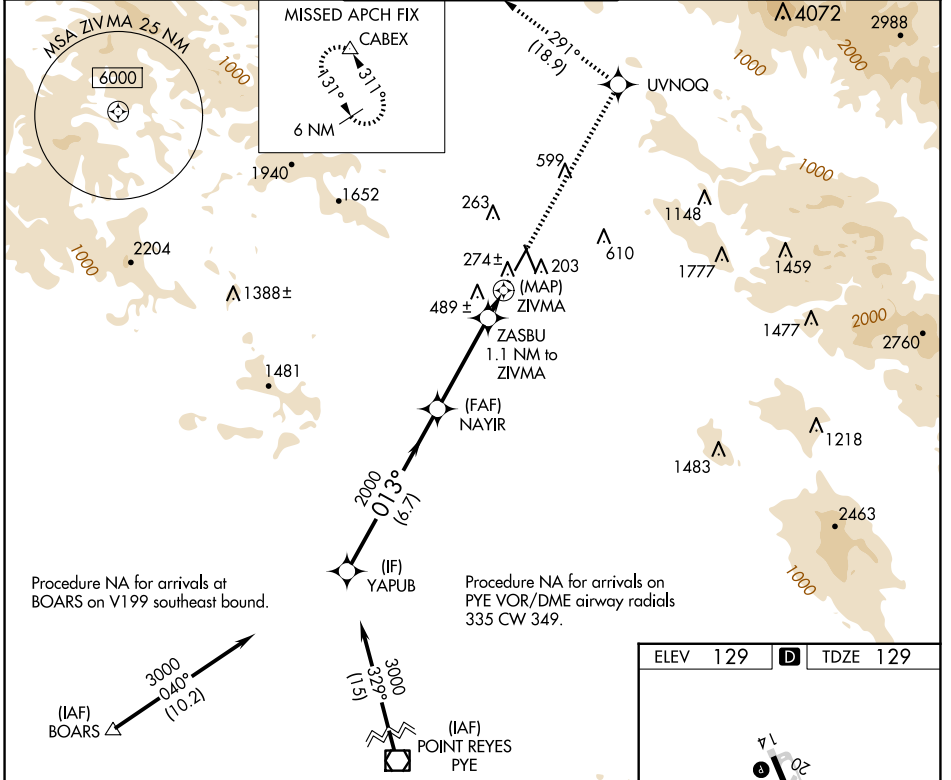 MSA ZIVMA 25 NM
6000
MISSED APCH FIX
CABEX
131°
311°
6 NM
291°
(18.9)
UVNOQ
4072
2988
2000
1000
1000
1940
1652
599
263
1148
1000
2204
1000
274±
203
610
1777
1459
1388±
489 ±
(MAP)
ZIVMA
1477
2000
2760
ZASBU
1.1 NM to
ZIVMA
1481
(FAF)
NAYIR
1218
1483
2000
013°
(6.7)
2463
(IF)
YAPUB
1000
Procedure NA for arrivals at
BOARS on V199 southeast bound.
Procedure NA for arrivals on
PYE VOR/DME airway radials
335 CW 349.
3000
040°
(10.2)
(IAF)
BOARS
3000
329°
(15)
(IAF)
POINT REYES
PYE
ELEV 129 D TDZE 129
14
20